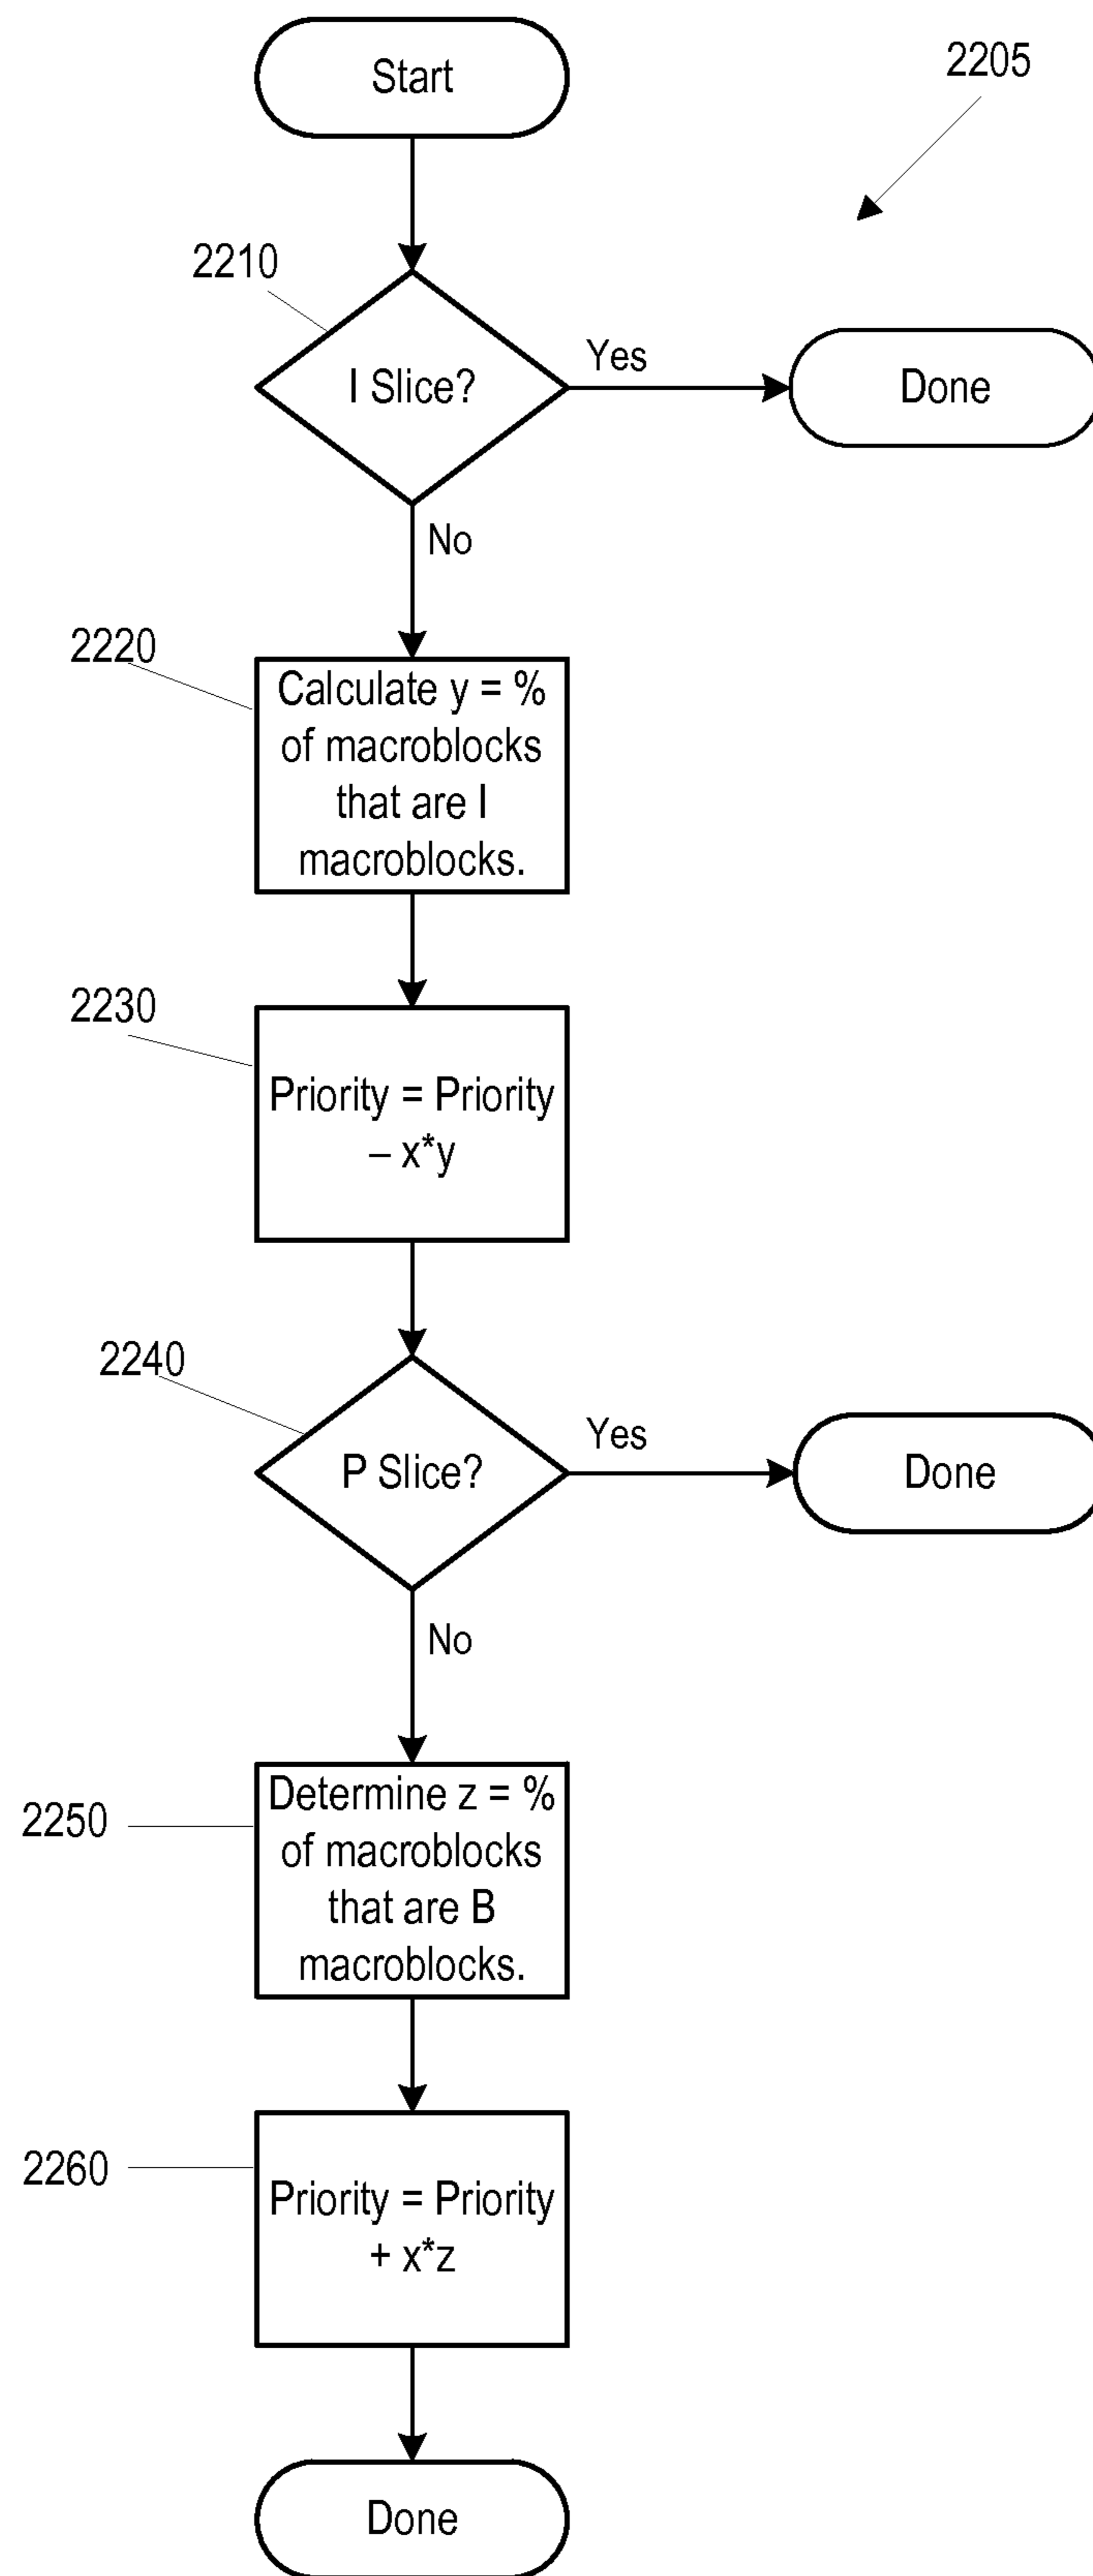 Start
2205
2210
I Slice?
Yes
Done
No
2220
Calculate y = %
of macroblocks
that are I
macroblocks.
2230
Priority = Priority
– x*y
2240
P Slice?
Yes
Done
No
2250
Determine z = %
of macroblocks
that are B
macroblocks.
2260
Priority = Priority
+ x*z
Done